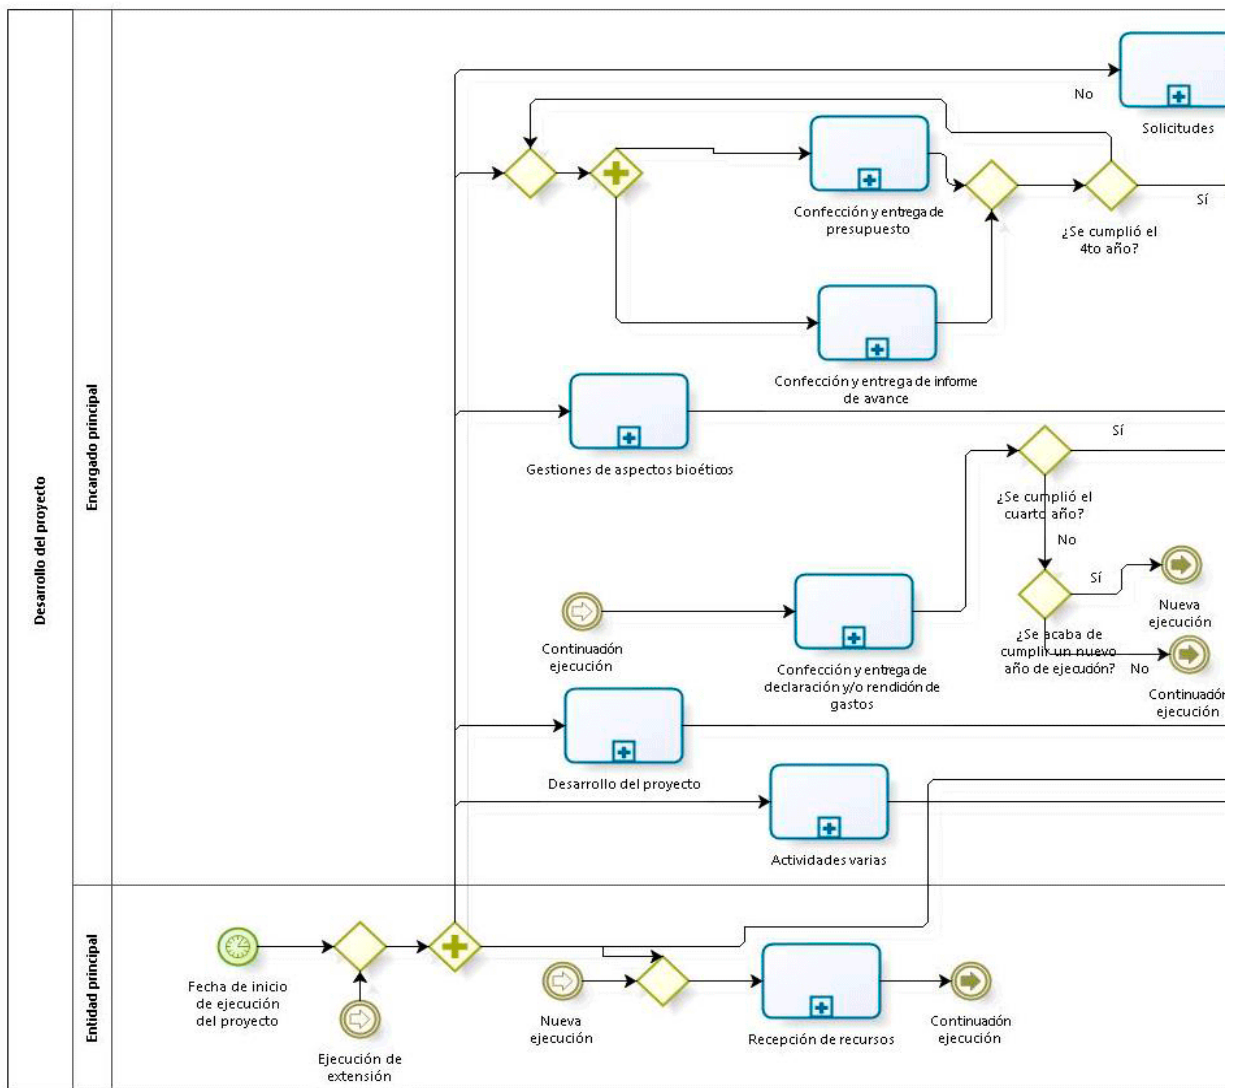 Desarrollo del proyecto
Encargado principal
No
Solicitudes
Confección y entrega de
presupuesto
¿Se cumplió el
4to año?
Sí
Confección y entrega de informe
de avance
Gestiones de aspectos bioéticos
Sí
¿Se cumplió el
cuarto año?
No
Sí
Nueva
ejecución
Continuación
ejecución
Confección y entrega de
declaración y/o rendición de
gastos
¿Se acaba de
cumplir un nuevo
año de ejecución?
No
Continuación
ejecución
Desarrollo del proyecto
Actividades varias
Entidad principal
Fecha de inicio
de ejecución
del proyecto
Ejecución de
extensión
Nueva
ejecución
Recepción de recursos
Continuación
ejecución